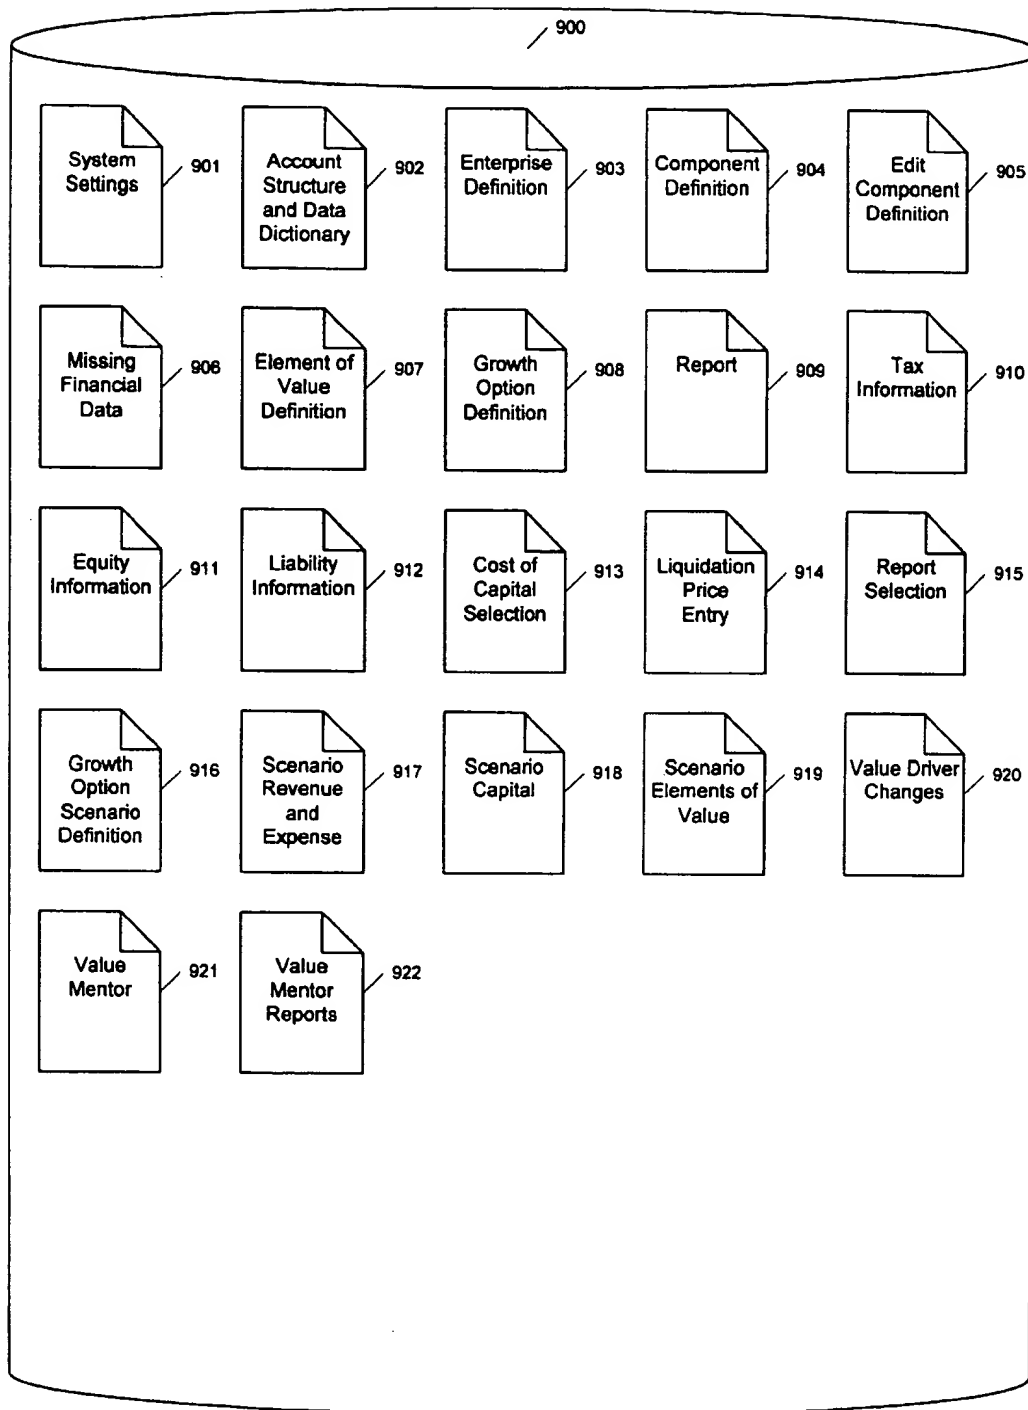 900
System
Settings
901
Account
Structure
and Data
Dictionary
902
Enterprise
Definition
903
Component
Definition
904
Edit
Component
Definition
905
Missing
Financial
Data
906
Element of
Value
Definition
907
Growth
Option
Definition
908
Report
909
Tax
Information
910
Equity
Information
911
Liability
Information
912
Cost of
Capital
Selection
913
Liquidation
Price
Entry
914
Report
Selection
915
Growth
Option
Scenario
Definition
916
Scenario
Revenue
and
Expense
917
Scenario
Capital
918
Scenario
Elements of
Value
919
Value Driver
Changes
920
Value
Mentor
921
Value
Mentor
Reports
922